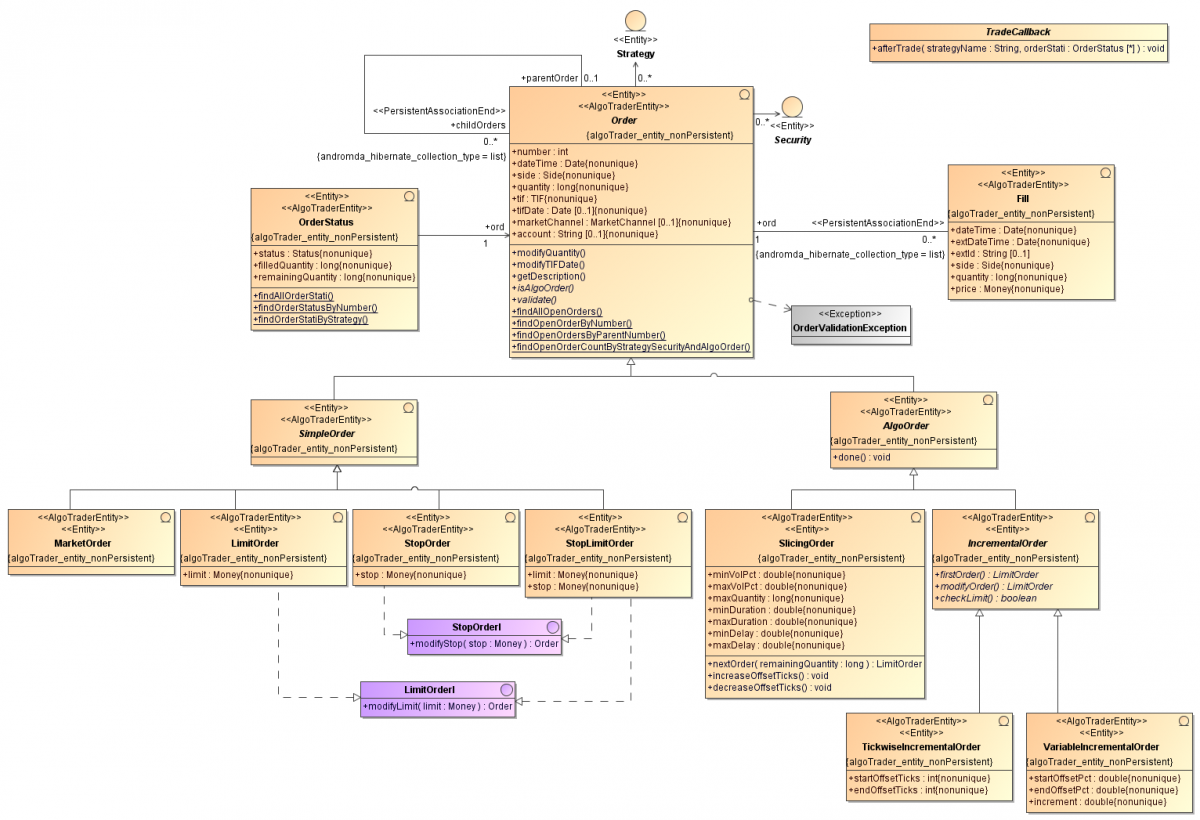 <<Entity>>
Strategy
TradeCallback
+afterTrade( strategyName : String, orderStati : OrderStatus [*] ) : void
+parentOrder
0..1
0..*
<<PersistentAssociationEnd>>
+childOrders
0..*
{andromda_hibernate_collection_type = list}
<<Entity>>
<<AlgoTraderEntity>>
Order
{algoTrader_entity_nonPersistent}
+number : int
+dateTime : Date{nonunique}
+side : Side{nonunique}
+quantity : long{nonunique}
+tif : TIF{nonunique}
+tifDate : Date [0..1]{nonunique}
+marketChannel : MarketChannel [0..1]{nonunique}
+account : String [0..1]{nonunique}
+modifyQuantity()
+modifyTIFDate()
+getDescription()
+isAlgoOrder()
+validate()
+findAllOpenOrders()
+findOpenOrderByNumber()
+findOpenOrdersByParentNumber()
+findOpenOrderCountByStrategySecurityAndAlgoOrder()
0..*
<<Entity>>
Security
<<Entity>>
<<AlgoTraderEntity>>
OrderStatus
{algoTrader_entity_nonPersistent}
+status : Status{nonunique}
+filledQuantity : long{nonunique}
+remainingQuantity : long{nonunique}
+findAllOrderStati()
+findOrderStatusByNumber()
+findOrderStatiByStrategy()
+ord
1
+ord
1
<<PersistentAssociationEnd>>
0..*
{andromda_hibernate_collection_type = list}
<<Entity>>
<<AlgoTraderEntity>>
Fill
{algoTrader_entity_nonPersistent}
+dateTime : Date{nonunique}
+extDateTime : Date{nonunique}
+extId : String [0..1]
+side : Side{nonunique}
+quantity : long{nonunique}
+price : Money{nonunique}
<<Exception>>
OrderValidationException
<<Entity>>
<<AlgoTraderEntity>>
SimpleOrder
{algoTrader_entity_nonPersistent}
<<Entity>>
<<AlgoTraderEntity>>
AlgoOrder
{algoTrader_entity_nonPersistent}
+done() : void
<<AlgoTraderEntity>>
<<Entity>>
MarketOrder
{algoTrader_entity_nonPersistent}
<<AlgoTraderEntity>>
<<Entity>>
LimitOrder
{algoTrader_entity_nonPersistent}
+limit : Money{nonunique}
<<Entity>>
<<AlgoTraderEntity>>
StopOrder
{algoTrader_entity_nonPersistent}
+stop : Money{nonunique}
<<Entity>>
<<AlgoTraderEntity>>
StopLimitOrder
{algoTrader_entity_nonPersistent}
+limit : Money{nonunique}
+stop : Money{nonunique}
<<AlgoTraderEntity>>
<<Entity>>
SlicingOrder
{algoTrader_entity_nonPersistent}
+minVolPct : double{nonunique}
+maxVolPct : double{nonunique}
+maxQuantity : long{nonunique}
+minDuration : double{nonunique}
+maxDuration : double{nonunique}
+minDelay : double{nonunique}
+maxDelay : double{nonunique}
+nextOrder( remainingQuantity : long ) : LimitOrder
+increaseOffsetTicks() : void
+decreaseOffsetTicks() : void
<<AlgoTraderEntity>>
<<Entity>>
IncrementalOrder
{algoTrader_entity_nonPersistent}
+firstOrder() : LimitOrder
+modifyOrder() : LimitOrder
+checkLimit() : boolean
StopOrderI
+modifyStop( stop : Money ) : Order
LimitOrderI
+modifyLimit( limit : Money ) : Order
<<AlgoTraderEntity>>
<<Entity>>
TickwiseIncrementalOrder
{algoTrader_entity_nonPersistent}
+startOffsetTicks : int{nonunique}
+endOffsetTicks : int{nonunique}
<<AlgoTraderEntity>>
<<Entity>>
VariableIncrementalOrder
{algoTrader_entity_nonPersistent}
+startOffsetPct : double{nonunique}
+endOffsetPct : double{nonunique}
+increment : double{nonunique}